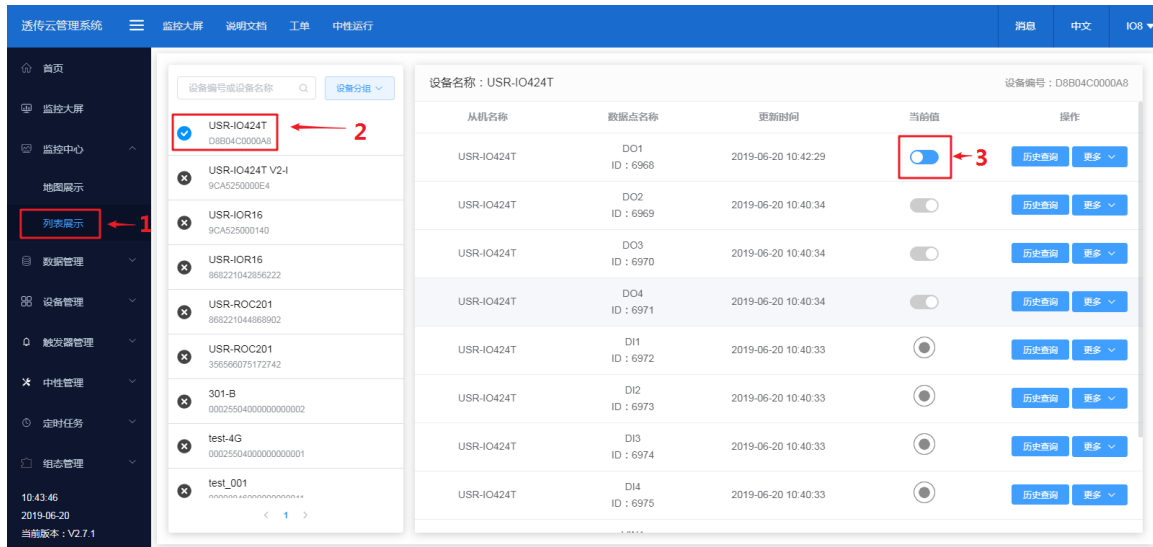 透传云管理系统
监控大屏 说明文档 工单 中性运行
消息 中文 IO8
首页
监控大屏
监控中心
地图展示
列表展示
1
数据管理
设备管理
触发器管理
中性管理
定时任务
组态管理
10:43:46
2019-06-20
当前版本：V2.7.1
设备编号或设备名称 设备分组
USR-IO424T
D8B04C0000A8
2
USR-IO424T V2-I
9CA5250000E4
USR-IOR16
9CA525000140
USR-IOR16
868221042856222
USR-ROC201
868221044868902
USR-ROC201
356566075172742
301-B
00025504000000000002
test-4G
00025504000000000001
test_001
1
设备名称：USR-IO424T 设备编号：D8B04C0000A8
从机名称 数据点名称 更新时间 当前值 操作
USR-IO424T DO1 2019-06-20 10:42:29 3 历史查询 更多
ID：6968
USR-IO424T DO2 2019-06-20 10:40:34 历史查询 更多
ID：6969
USR-IO424T DO3 2019-06-20 10:40:34 历史查询 更多
ID：6970
USR-IO424T DO4 2019-06-20 10:40:34 历史查询 更多
ID：6971
USR-IO424T DI1 2019-06-20 10:40:33 历史查询 更多
ID：6972
USR-IO424T DI2 2019-06-20 10:40:33 历史查询 更多
ID：6973
USR-IO424T DI3 2019-06-20 10:40:33 历史查询 更多
ID：6974
USR-IO424T DI4 2019-06-20 10:40:33 历史查询 更多
ID：6975